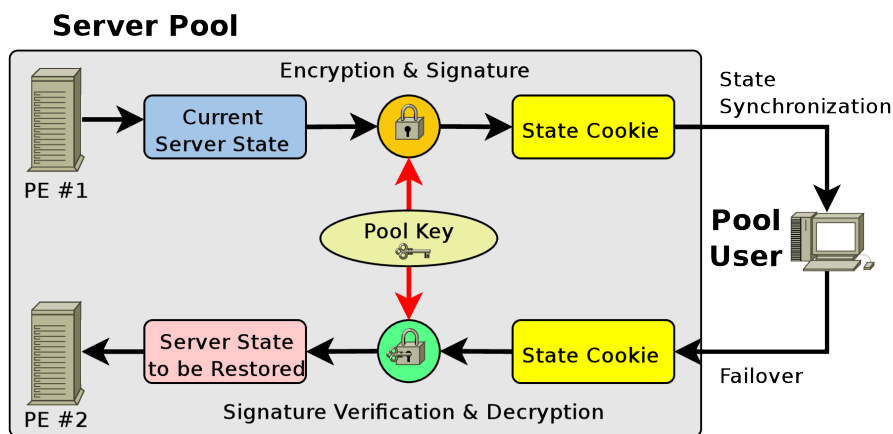 Server Pool
Encryption & Signature
State
Synchronization
Current
Server State
State Cookie
PE #1
Pool Key
Pool
User
Server State
to be Restored
State Cookie
Failover
PE #2
Signature Verification & Decryption